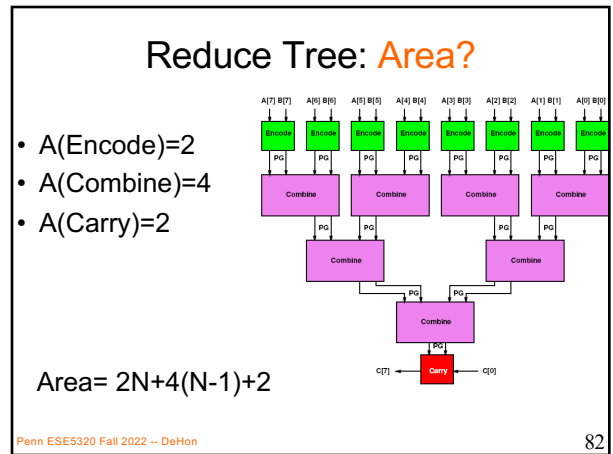 Reduce Tree: Area?
• A(Encode)=2
• A(Combine)=4
• A(Carry)=2
A[7] B[7] A[6] B[6] A[5] B[5] A[4] B[4] A[3] B[3] A[2] B[2] A[1] B[1] A[0] B[0]
Encode Encode Encode Encode Encode Encode Encode Encode
PG PG PG PG PG PG PG PG
Combine Combine Combine Combine
PG PG PG PG
Combine Combine
PG PG
Combine
PG
C[7] Carry C[0]
Area= 2N+4(N-1)+2
Penn ESE5320 Fall 2022 -- DeHon
82